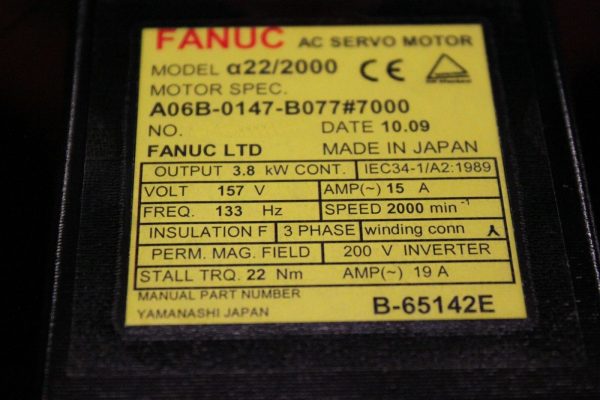 FANUC AC SERVO MOTOR
MODEL α22/2000 CE
MOTOR SPEC.
A06B-0147-B077#7000
NO. DATE 10.09
FANUC LTD MADE IN JAPAN
OUTPUT 3.8 kW CONT. IEC34-1/A2:1989
VOLT 157 V AMP(~) 15 A
FREQ. 133 Hz SPEED 2000 min⁻¹
INSULATION F 3 PHASE winding conn
PERM. MAG. FIELD 200 V INVERTER
STALL TRQ. 22 Nm AMP(~) 19 A
MANUAL PART NUMBER B-65142E
YAMANASHI JAPAN